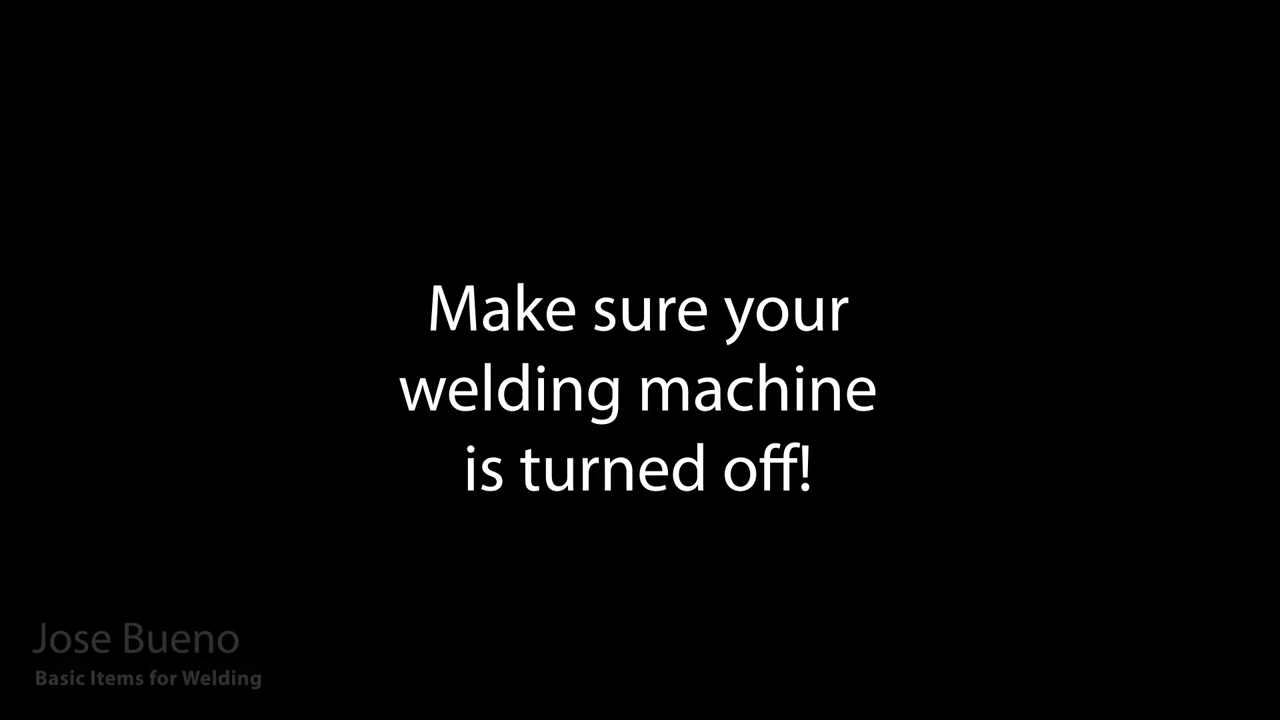 Make sure your
welding machine
is turned off!
Jose Bueno
Basic Items for Welding